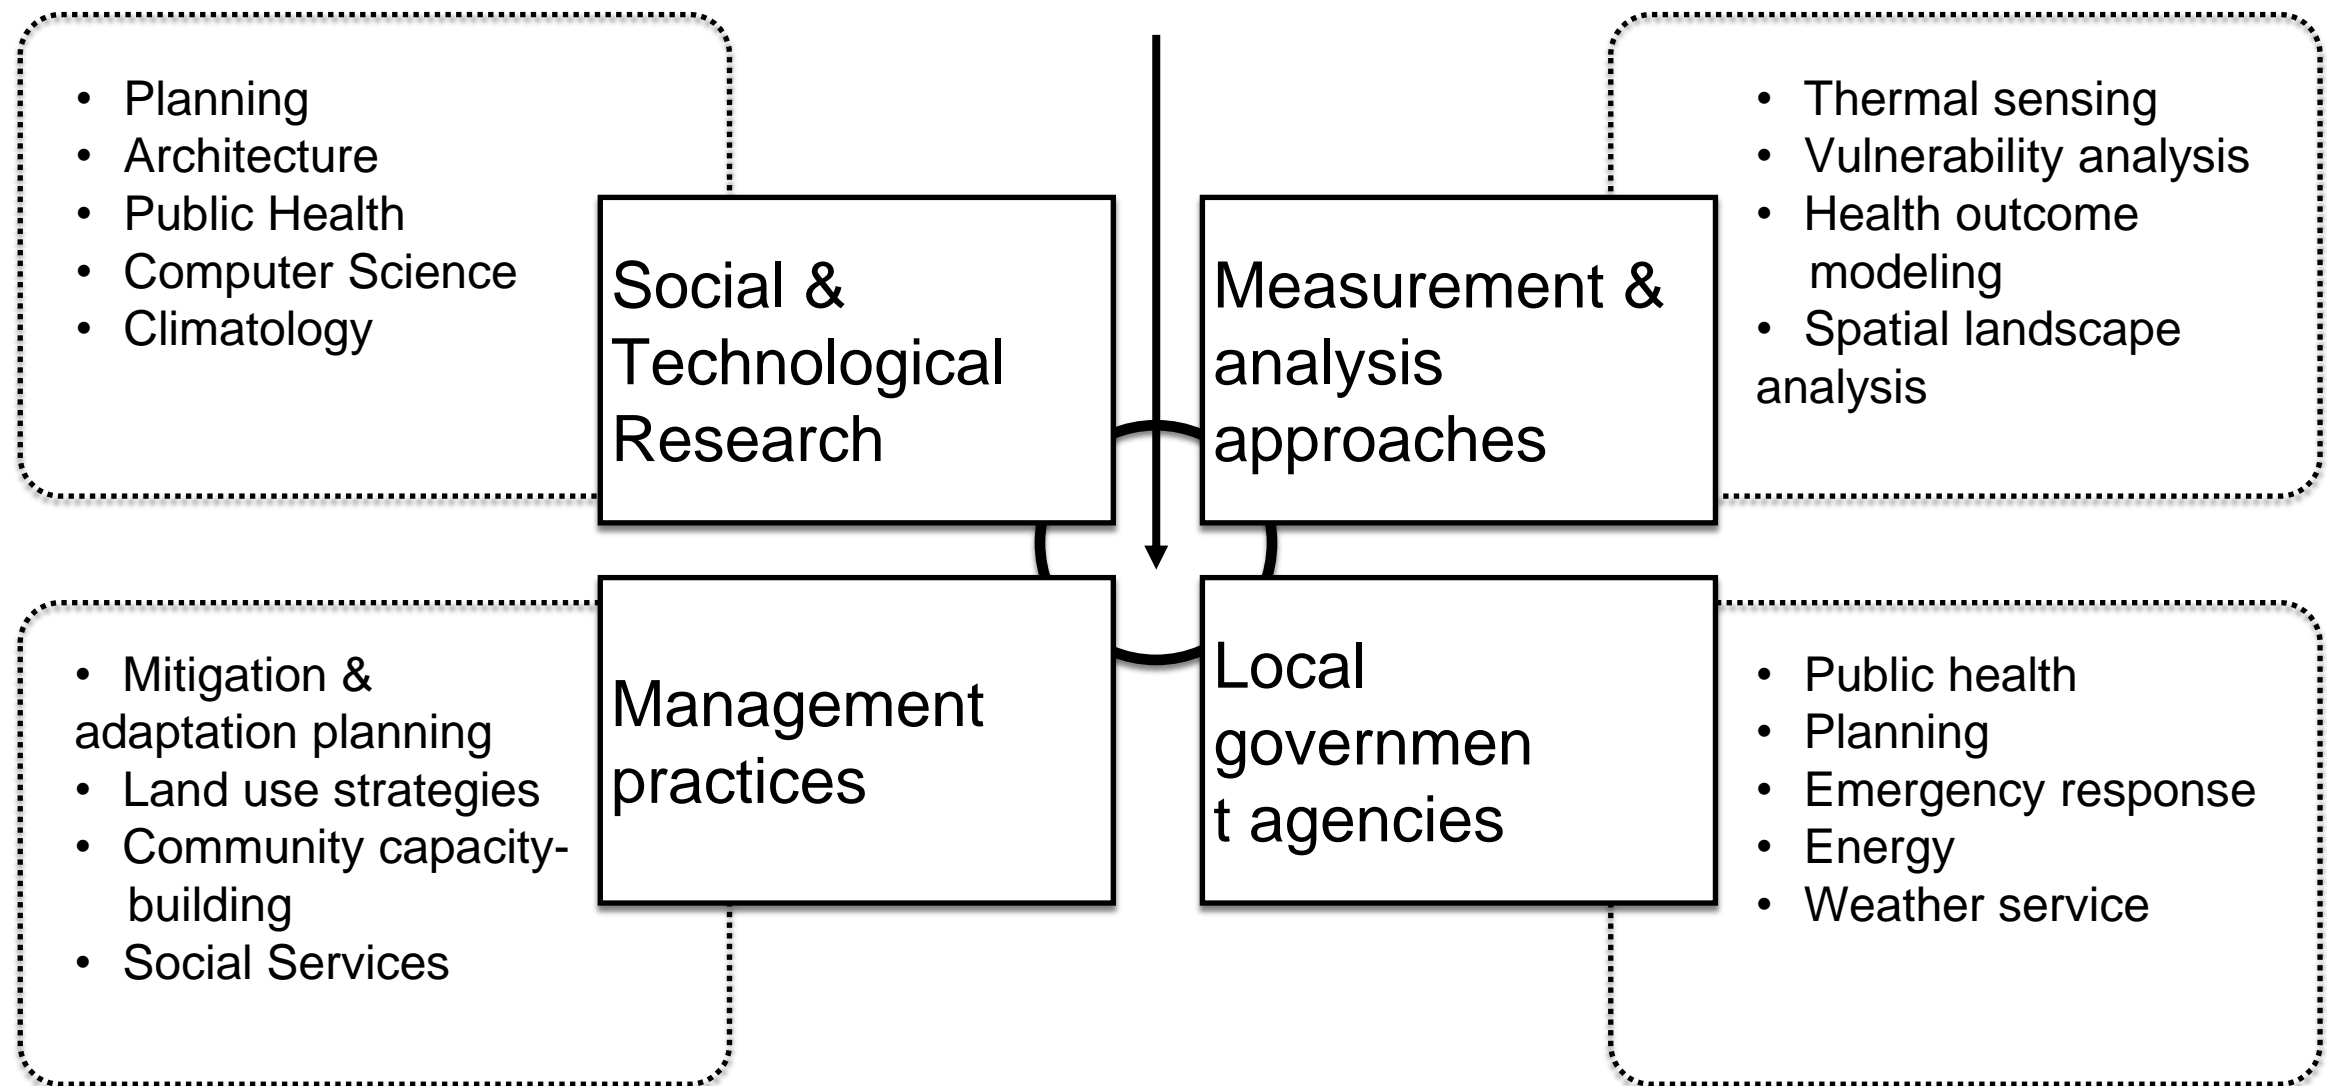 • Planning
• Architecture
• Public Health
• Computer Science
• Climatology
Social &
Technological
Research
• Thermal sensing
• Vulnerability analysis
• Health outcome
modeling
• Spatial landscape
analysis
Measurement &
analysis
approaches
• Mitigation &
adaptation planning
• Land use strategies
• Community capacity-
building
• Social Services
Management
practices
Local
governmen
t agencies
• Public health
• Planning
• Emergency response
• Energy
• Weather service